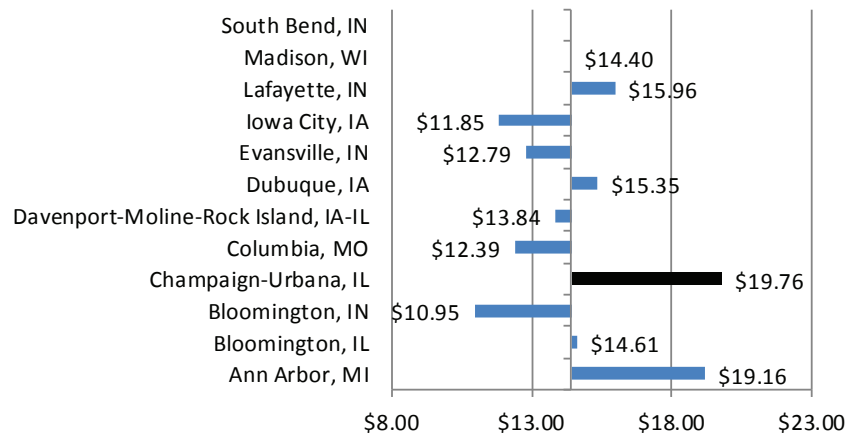 South Bend, IN
Madison, WI $14.40
Lafayette, IN $15.96
Iowa City, IA $11.85
Evansville, IN $12.79
Dubuque, IA $15.35
Davenport-Moline-Rock Island, IA-IL $13.84
Columbia, MO $12.39
Champaign-Urbana, IL $19.76
Bloomington, IN $10.95
Bloomington, IL $14.61
Ann Arbor, MI $19.16
$8.00 $13.00 $18.00 $23.00